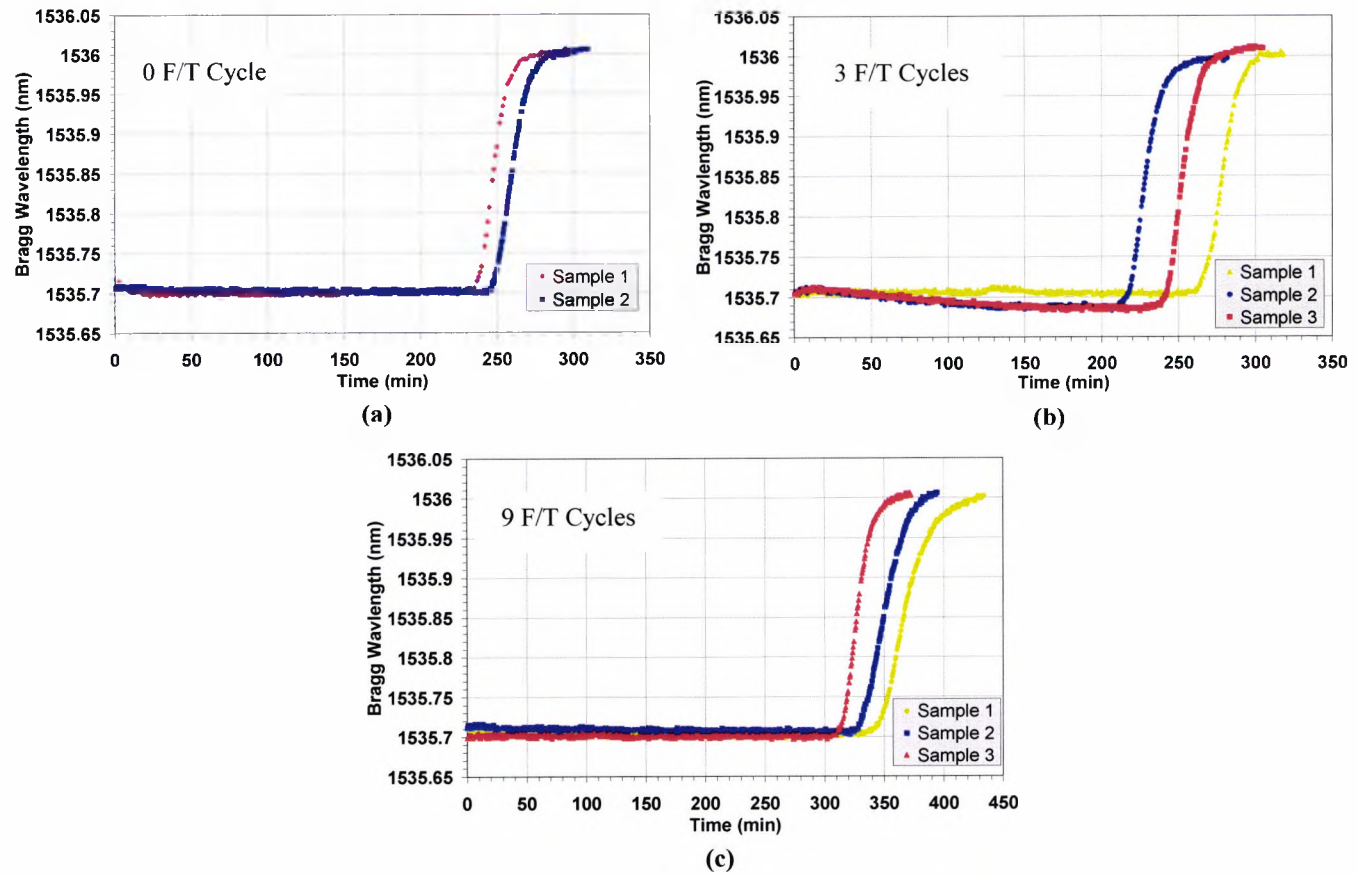 1536.05
1536
1535.95
1535.9
1535.85
1535.8
1535.75
1535.7
1535.65
Bragg Wavlength (nm)
0 F/T Cycle
Sample 1
Sample 2
0 50 100 150 200 250 300 350
Time (min)
(a)
1536.05
1536
1535.95
1535.9
1535.85
1535.8
1535.75
1535.7
1535.65
Bragg Wavlength (nm)
3 F/T Cycles
Sample 1
Sample 2
Sample 3
0 50 100 150 200 250 300 350
Time (min)
(b)
1536.05
1536
1535.95
1535.9
1535.85
1535.8
1535.75
1535.7
1535.65
Bragg Wavlength (nm)
9 F/T Cycles
Sample 1
Sample 2
Sample 3
0 50 100 150 200 250 300 350 400 450
Time (min)
(c)